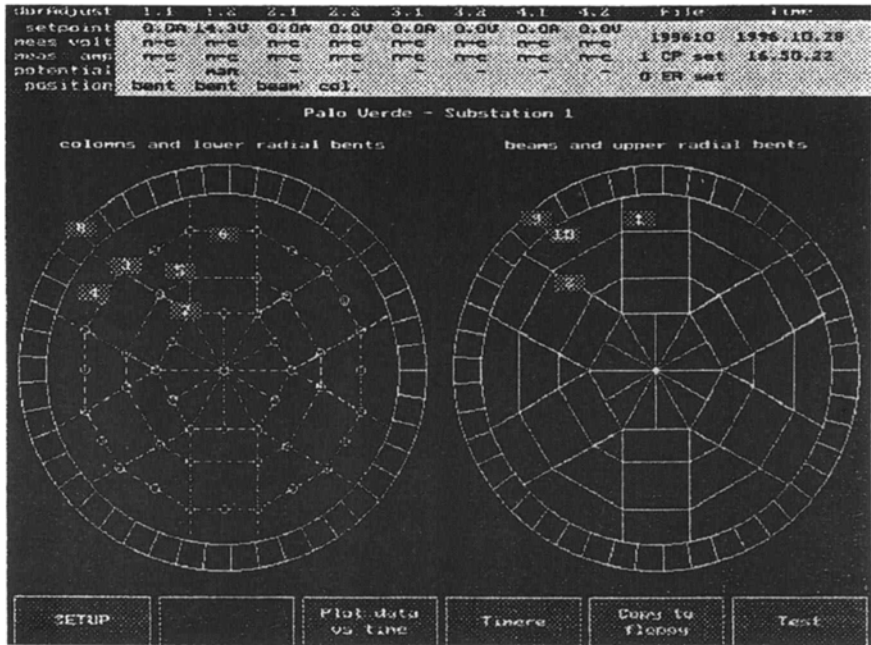 durAdjust 1.1 1.2 2.1 2.2 3.1 3.2 4.1 4.2 File Time
setpoint 0.0A 14.3V 0.0A 0.0V 0.0A 0.0V 0.0A 0.0V 199610 1996.10.28
meas volt n-c n-c n-c n-c n-c n-c n-c n-c
meas amp n-c n-c n-c n-c n-c n-c n-c n-c 1 CP set 16.50.22
potential - man - - - - - -
0 ER set
position bent bent beam col.
Palo Verde - Substation 1
colomns and lower radial bents beams and upper radial bents
8 6 9 1
3 5 10
4 2
7
SETUP Plot data vs time Timere Copy to floppy Test